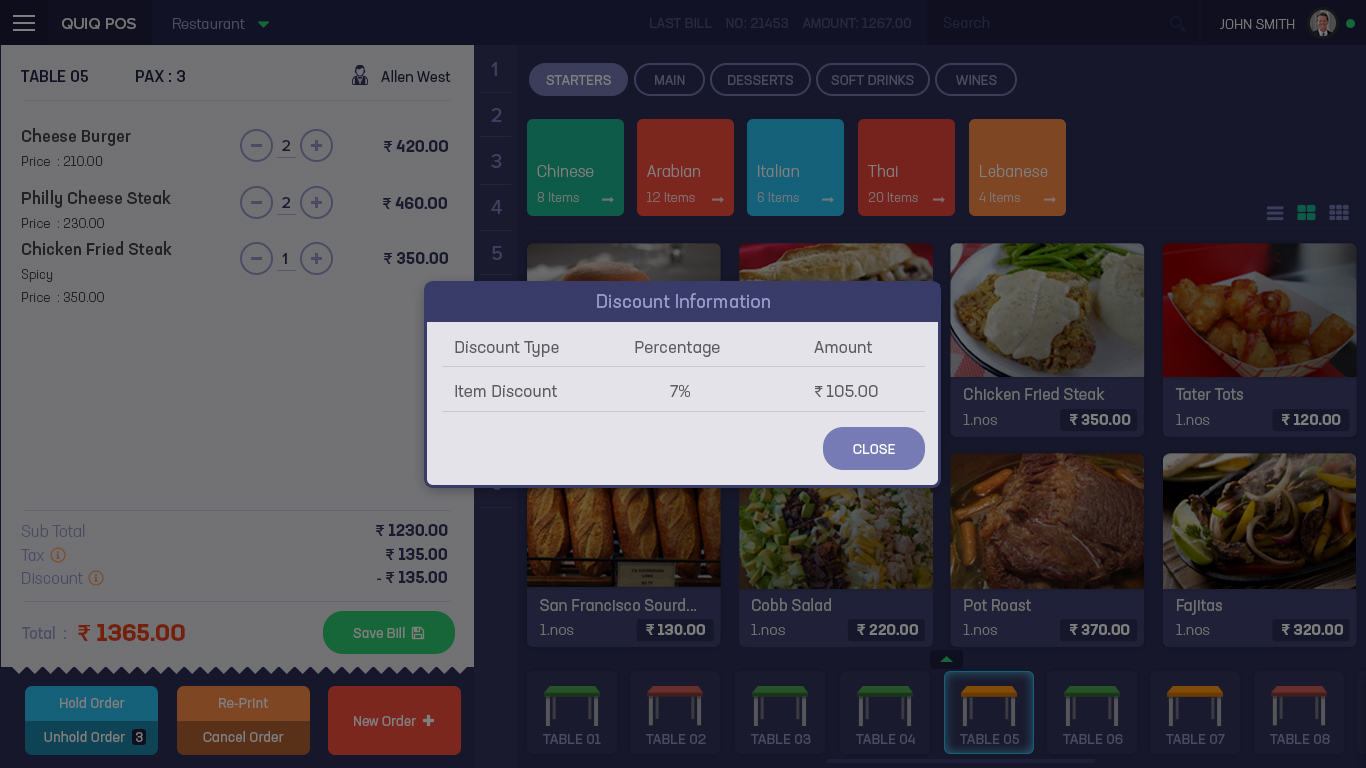 QUIQ POS
Restaurant
LAST BILL NO: 21453 AMOUNT: 1267.00
Search
JOHN SMITH
TABLE 05 PAX : 3 Allen West
Cheese Burger
Price : 210.00
2
₹ 420.00
Philly Cheese Steak
Price : 230.00
2
₹ 460.00
Chicken Fried Steak
Spicy
Price : 350.00
1
₹ 350.00
Sub Total ₹ 1230.00
Tax ₹ 135.00
Discount - ₹ 135.00
Total : ₹ 1365.00
Save Bill
Hold Order
Unhold Order 3
Re-Print
Cancel Order
New Order
1
2
3
4
5
STARTERS MAIN DESSERTS SOFT DRINKS WINES
Chinese
8 Items
Arabian
12 Items
Italian
6 Items
Thai
20 Items
Lebanese
4 Items
Discount Information
Discount Type Percentage Amount
Item Discount 7% ₹ 105.00
CLOSE
Chicken Fried Steak
1.nos ₹ 350.00
Tater Tots
1.nos ₹ 120.00
San Francisco Sourd...
1.nos ₹ 130.00
Cobb Salad
1.nos ₹ 220.00
Pot Roast
1.nos ₹ 370.00
Fajitas
1.nos ₹ 320.00
TABLE 01 TABLE 02 TABLE 03 TABLE 04 TABLE 05 TABLE 06 TABLE 07 TABLE 08